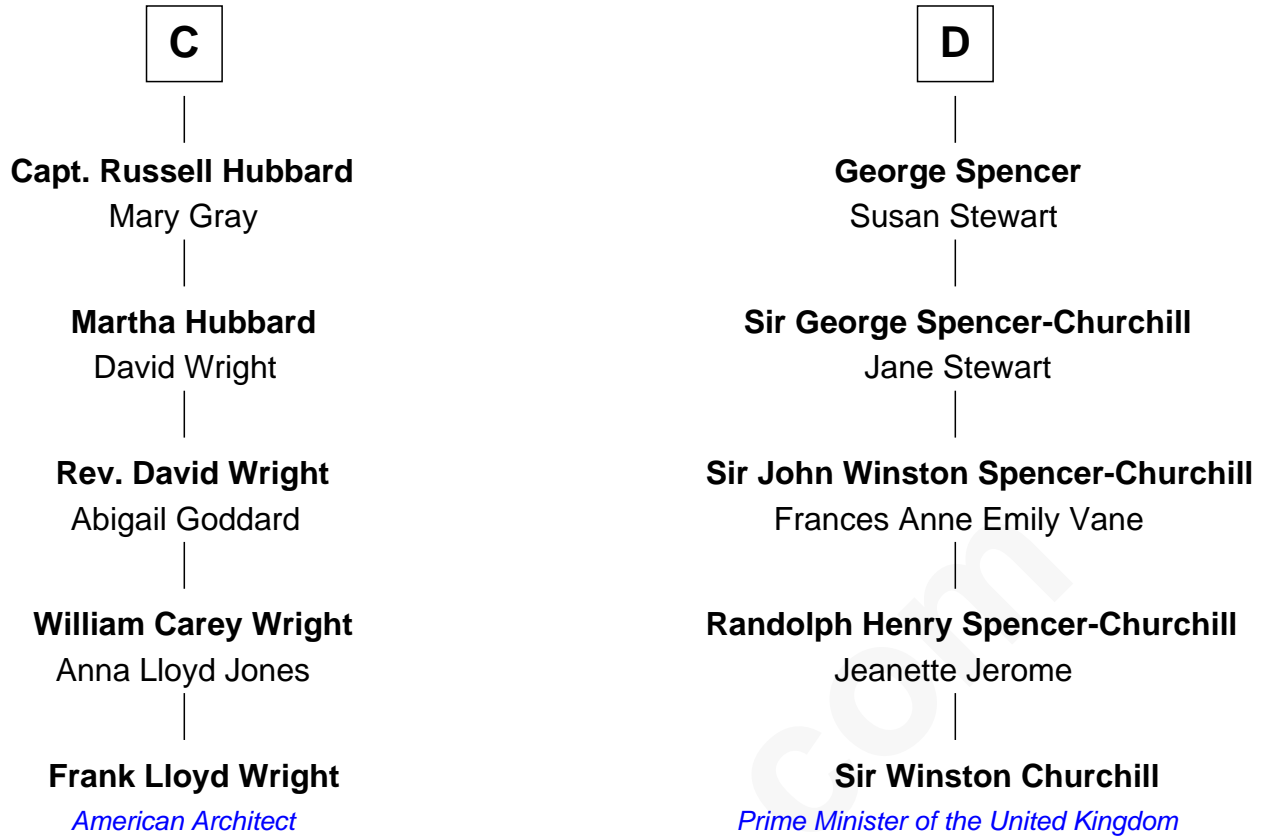 C
Capt. Russell Hubbard
Mary Gray
Martha Hubbard
David Wright
Rev. David Wright
Abigail Goddard
William Carey Wright
Anna Lloyd Jones
Frank Lloyd Wright
American Architect
D
George Spencer
Susan Stewart
Sir George Spencer-Churchill
Jane Stewart
Sir John Winston Spencer-Churchill
Frances Anne Emily Vane
Randolph Henry Spencer-Churchill
Jeanette Jerome
Sir Winston Churchill
Prime Minister of the United Kingdom
com